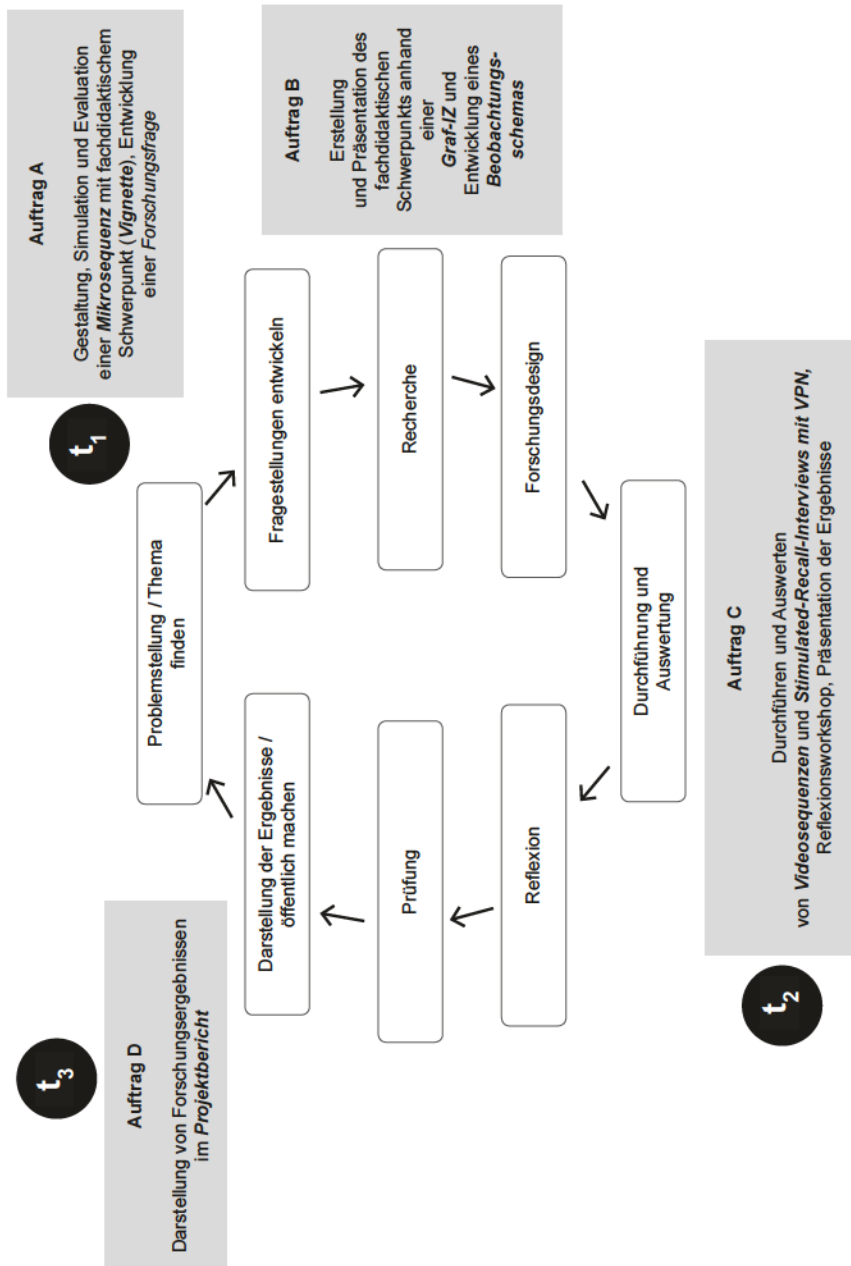 t3
Auftrag D
Darstellung von Forschungsergebnissen
im Projektbericht
t1
Auftrag A
Gestaltung, Simulation und Evaluation
einer Mikrosequenz mit fachdidaktischem
Schwerpunkt (Vignette), Entwicklung
einer Forschungsfrage
Problemstellung / Thema
finden
Fragestellungen entwickeln
Recherche
Forschungsdesign
Auftrag B
Erstellung
und Präsentation des
fachdidaktischen
Schwerpunkts anhand
einer
Graf-IZ und
Entwicklung eines
Beobachtungs-
schemas
Durchführung und
Auswertung
Reflexion
Prüfung
Darstellung der Ergebnisse /
öffentlich machen
t2
Auftrag C
Durchführen und Auswerten
von Videosequenzen und Stimulated-Recall-Interviews mit VPN,
Reflexionsworkshop, Präsentation der Ergebnisse